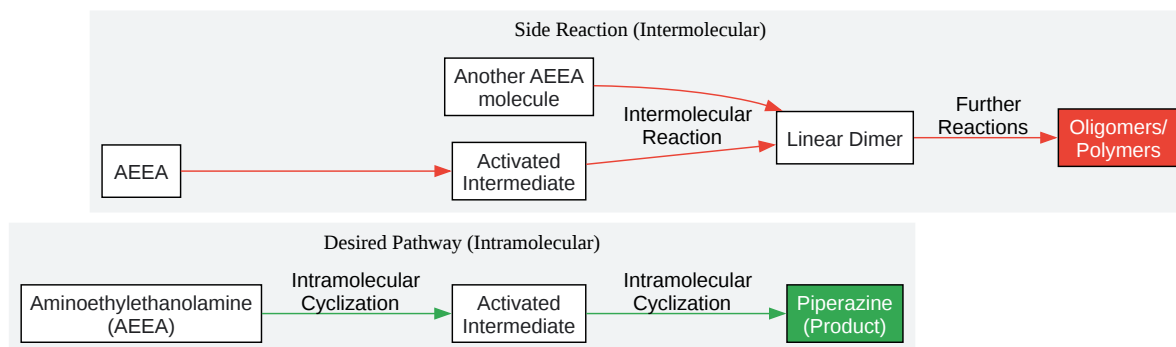 Side Reaction (Intermolecular)
Another AEEA
molecule
Intermolecular
Reaction
Further
Reactions
AEEA
Activated
Intermediate
Linear Dimer
Oligomers/
Polymers
Desired Pathway (Intramolecular)
Aminoethylethanolamine
(AEEA)
Intramolecular
Cyclization
Activated
Intermediate
Intramolecular
Cyclization
Piperazine
(Product)